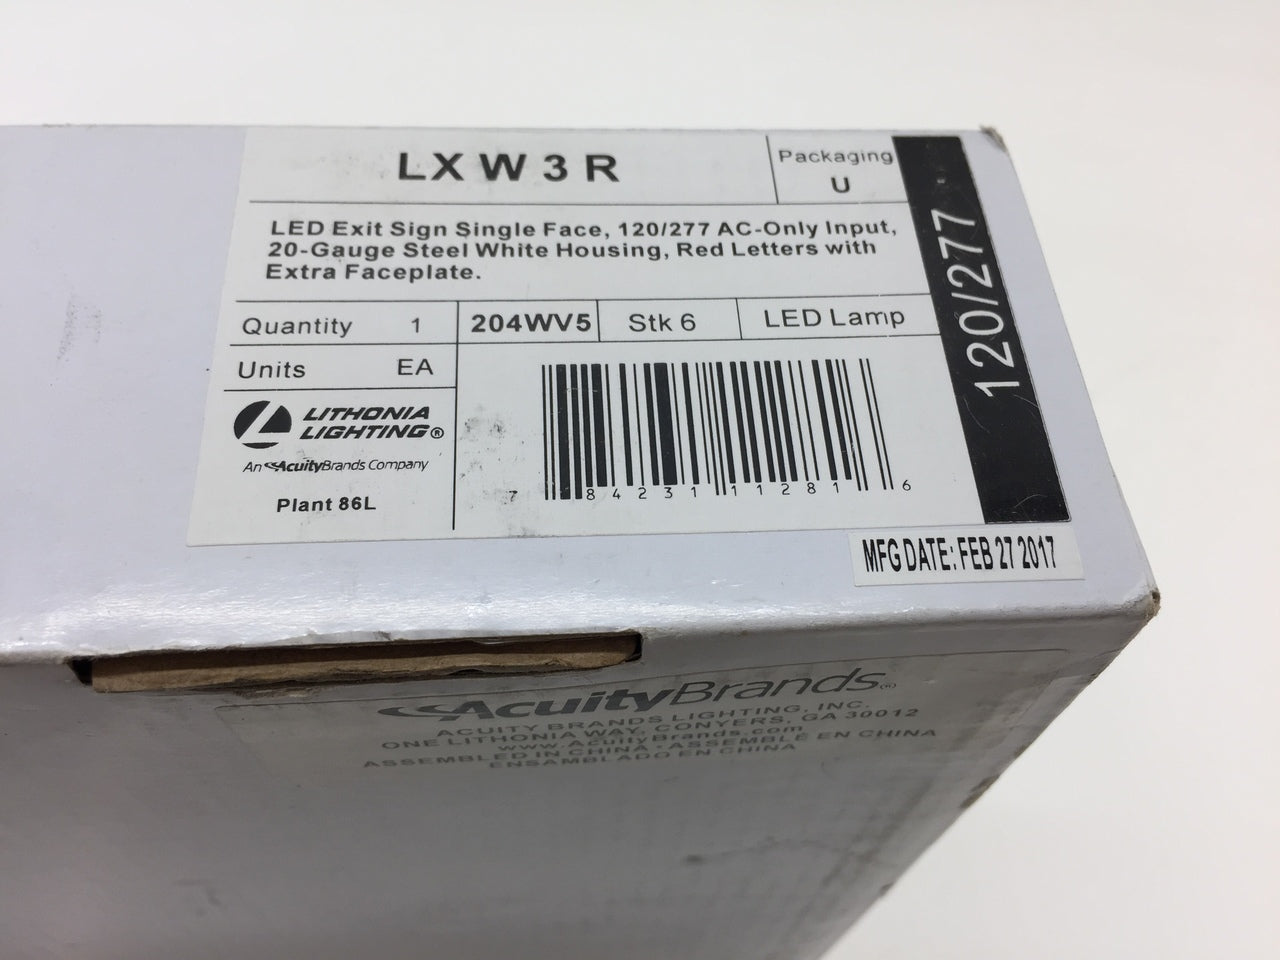 LX W 3 R
Packaging
U
LED Exit Sign Single Face, 120/277 AC-Only Input,
20-Gauge Steel White Housing, Red Letters with
Extra Faceplate.
120/277
Quantity 1
204WV5
Stk 6
LED Lamp
Units EA
LITHONIA
LIGHTING®
An AcuityBrands Company
Plant 86L
7 84231 11281 6
MFG DATE: FEB 27 2017
AcuityBrands
ACUITY BRANDS LIGHTING, INC.
ONE LITHONIA WAY, CONYERS, GA 30012
www.AcuityBrands.com
ASSEMBLED IN CHINA • ASSEMBLÉ EN CHINA
ENSAMBLADO EN CHINA